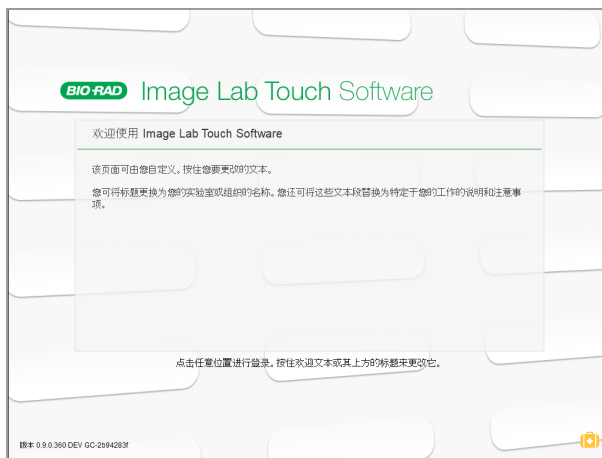 BIO-RAD Image Lab Touch Software
欢迎使用 Image Lab Touch Software
该页面可由您自定义。按住您要更改的文本。
您可将标题更换为您的实验室或组织的名称。您还可将这些文本段替换为特定于您的工作的说明和注意事
项。
点击任意位置进行登录。按住欢迎文本或其上方的标题来更改它。
版本 0.9.0.360 DEV GC-2b94283f